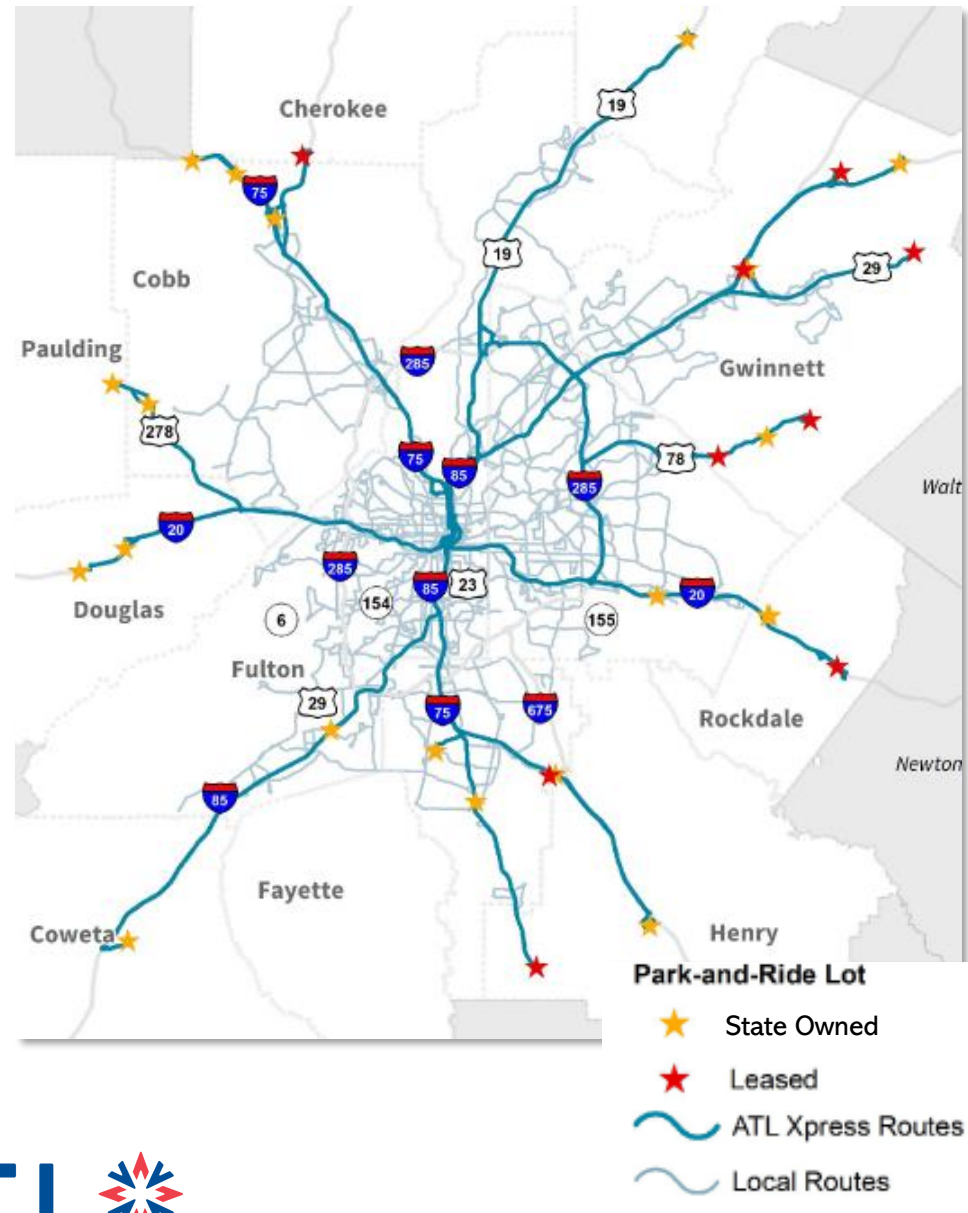 19
Cherokee
75
19
29
Cobb
Paulding
285
Gwinnett
278
75
85
78
285
Walt
20
285
85
23
20
154
6
155
Douglas
Fulton
29
75
675
Rockdale
Newton
85
Fayette
Coweta
Henry
Park-and-Ride Lot
State Owned
Leased
ATL Xpress Routes
Local Routes